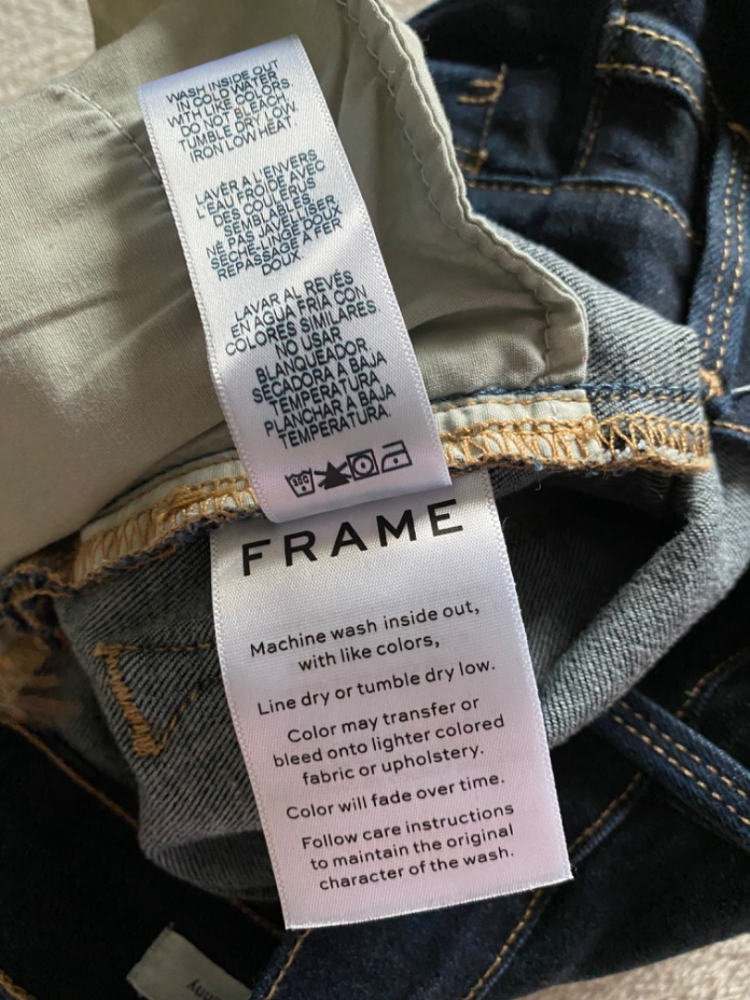 WASH INSIDE OUT
IN COLD WATER
WITH LIKE COLORS.
DO NOT BLEACH.
TUMBLE DRY LOW.
IRON LOW HEAT.
LAVER A L'ENVERS
L'EAU FROIDE AVEC
DES COULERUS
SEMBLABLES
NE PAS JAVELLISER
SÉCHE-LINGE DOUX
REPASSAGE A FER
DOUX.
LAVAR AL REVÉS
EN AGUA FRIA CON
COLORES SIMILARES.
NO USAR
BLANQUEADOR
SECADORA A BAJA
TEMPERATURA
PLANCHAR A BAJA
TEMPERATURA.
FRAME
Machine wash inside out,
with like colors,
Line dry or tumble dry low.
Color may transfer or
bleed onto lighter colored
fabric or upholstery.
Color will fade over time.
Follow care instructions
to maintain the original
character of the wash.